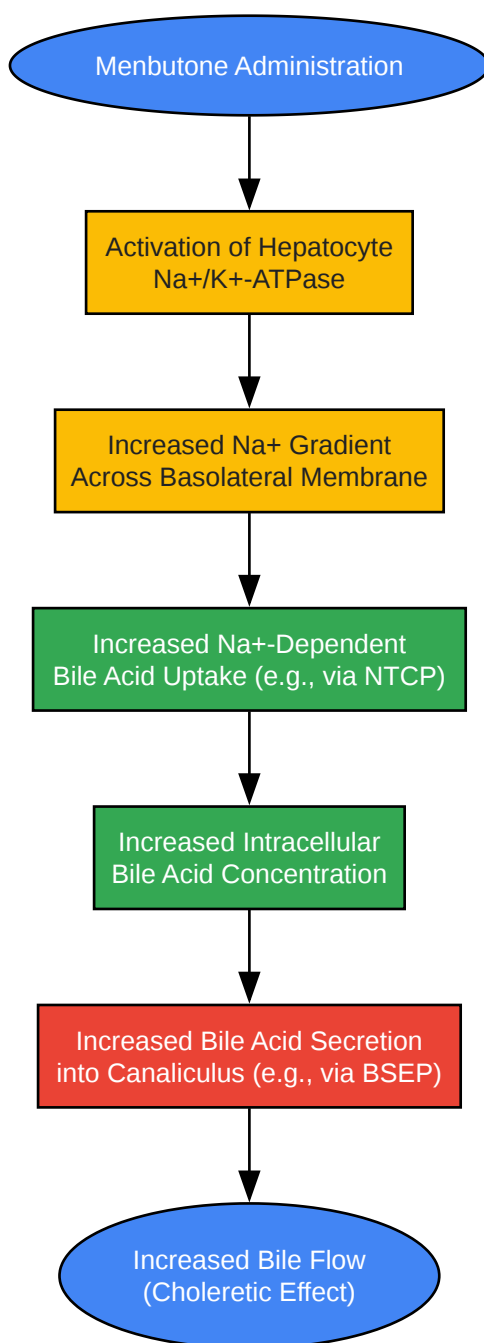 Menbutone Administration
Activation of Hepatocyte
Na+/K+-ATPase
Increased Na+ Gradient
Across Basolateral Membrane
Increased Na+-Dependent
Bile Acid Uptake (e.g., via NTCP)
Increased Intracellular
Bile Acid Concentration
Increased Bile Acid Secretion
into Canaliculus (e.g., via BSEP)
Increased Bile Flow
(Choleretic Effect)